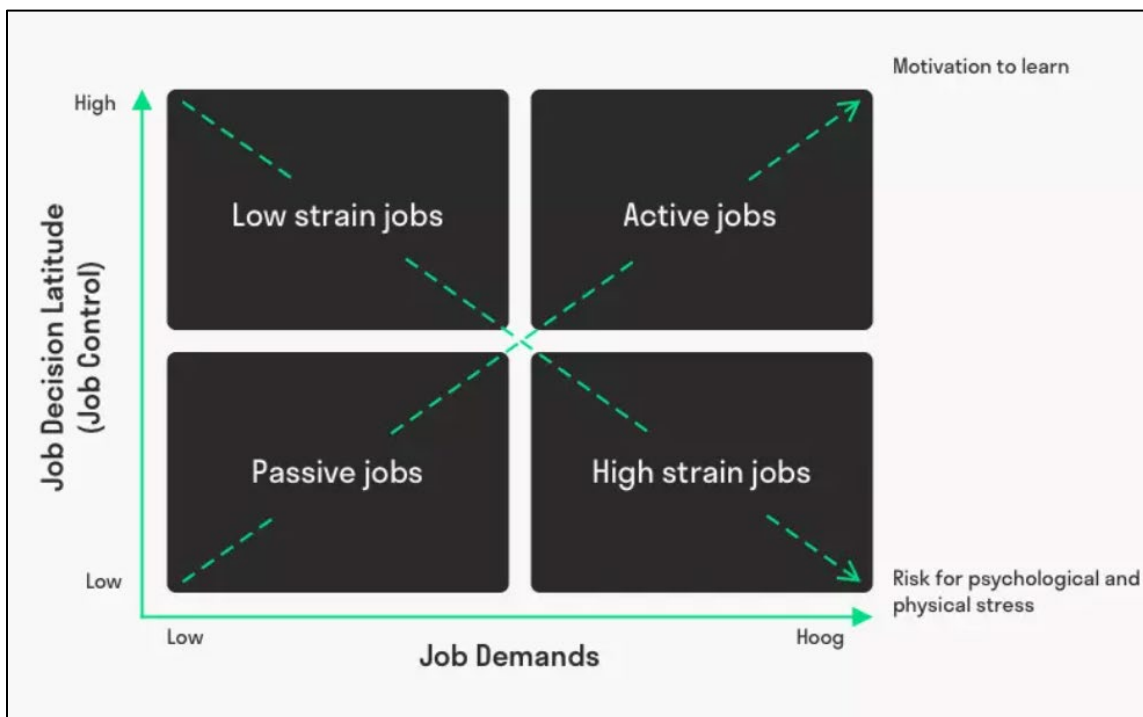 Motivation to learn
High
Job Decision Latitude
(Job Control)
Low strain jobs
Active jobs
Passive jobs
High strain jobs
Low
Risk for psychological and
physical stress
Low
Hoog
Job Demands